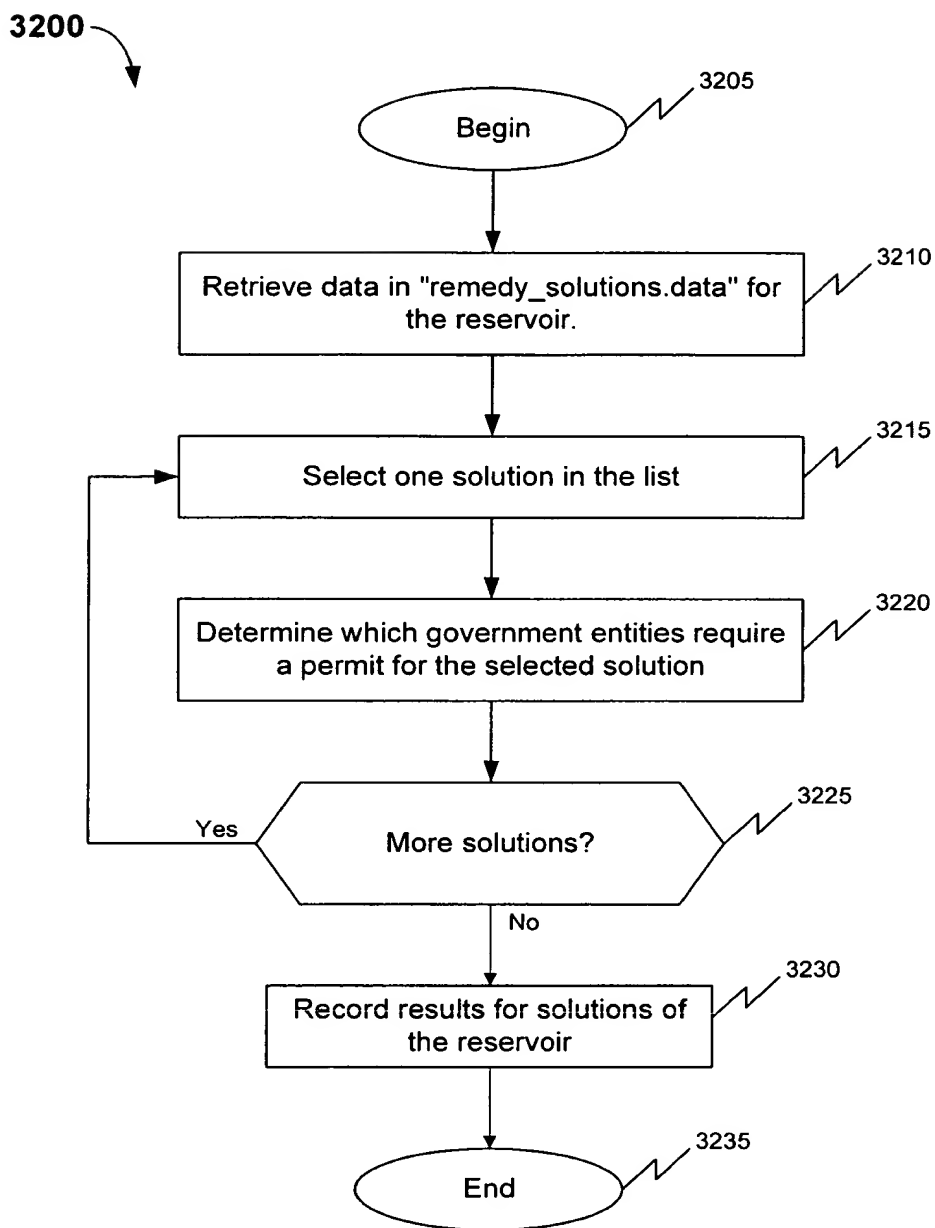 3200
3205
Begin
3210
Retrieve data in "remedy_solutions.data" for
the reservoir.
3215
Select one solution in the list
3220
Determine which government entities require
a permit for the selected solution
3225
Yes
More solutions?
No
3230
Record results for solutions of
the reservoir
3235
End